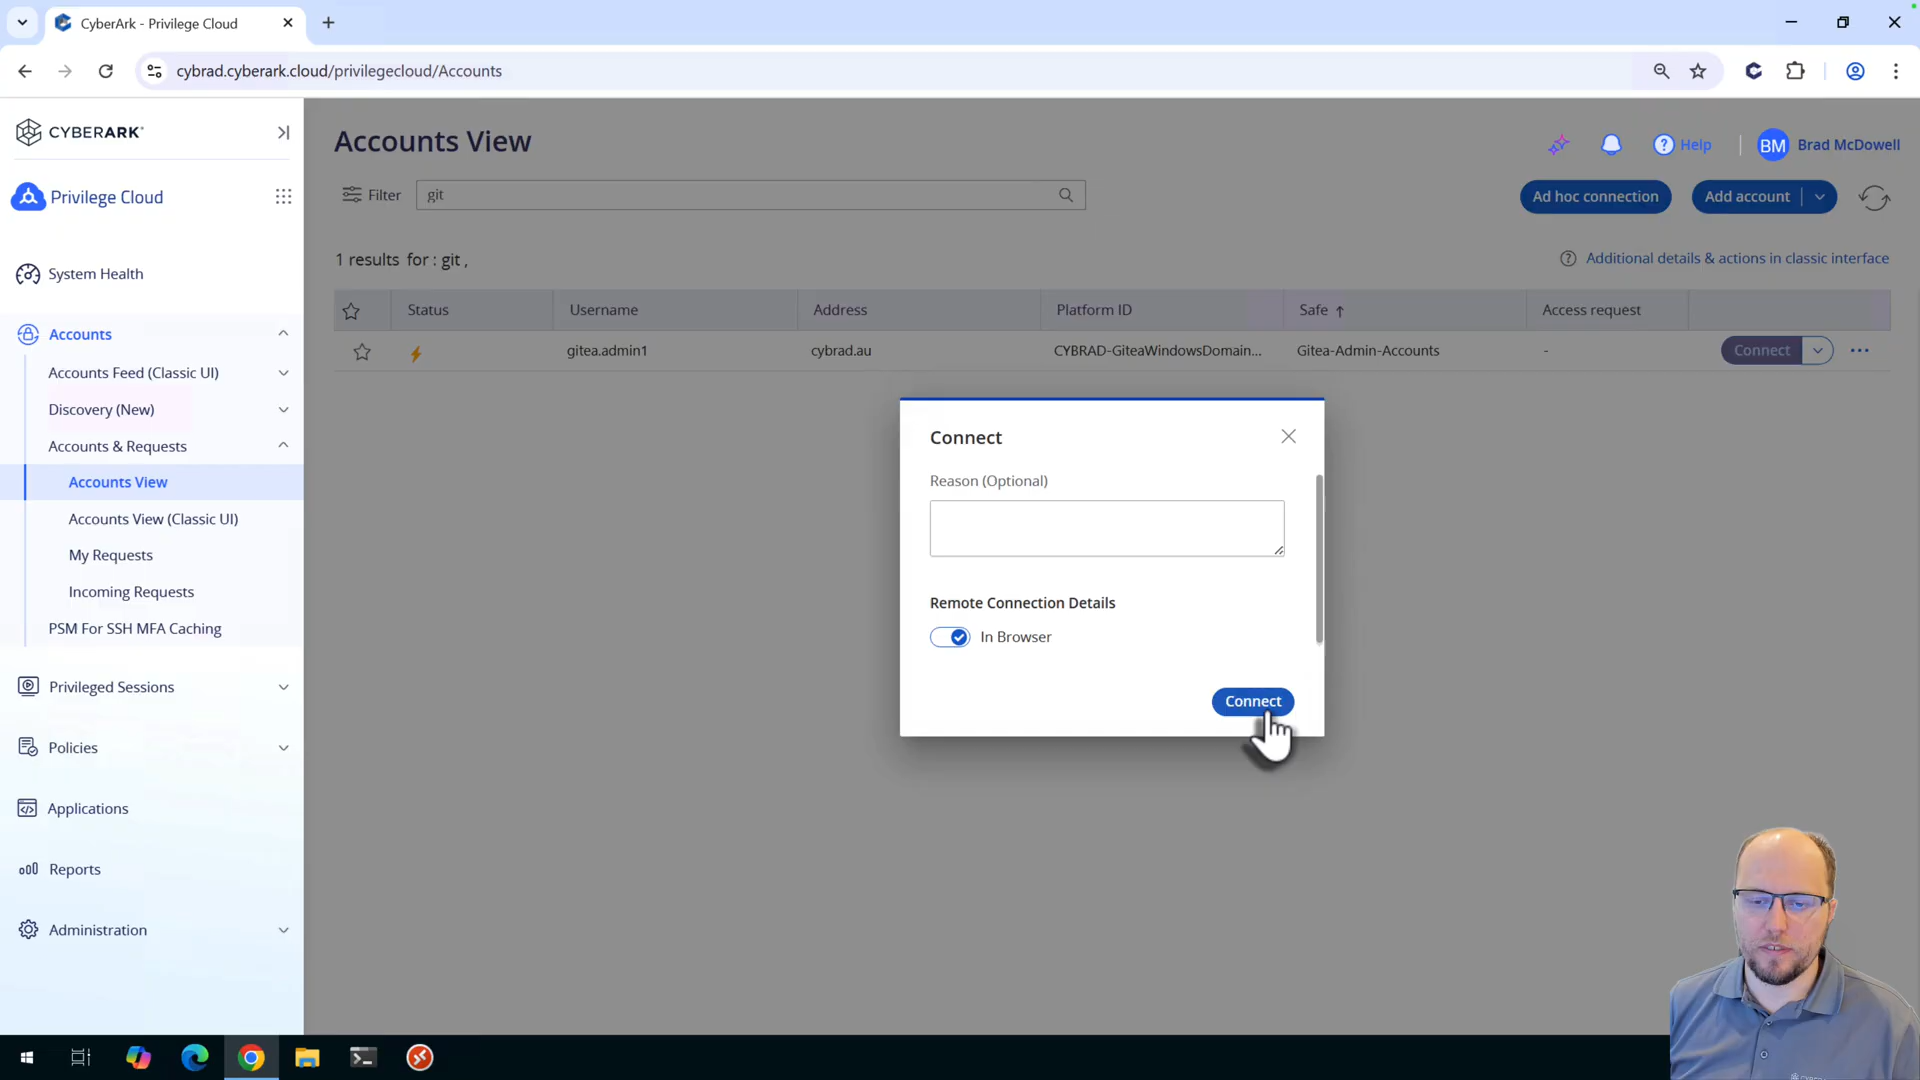 CyberArk - Privilege Cloud
cybrad.cyberark.cloud/privilegecloud/Accounts
CYBERARK
Privilege Cloud
System Health
Accounts
Accounts Feed (Classic UI)
Discovery (New)
Accounts & Requests
Accounts View
Accounts View (Classic UI)
My Requests
Incoming Requests
PSM For SSH MFA Caching
Privileged Sessions
Policies
Applications
Reports
Administration
Accounts View
Help
BM Brad McDowell
Filter git
Ad hoc connection
Add account
1 results for : git ,
Additional details & actions in classic interface
Status Username Address Platform ID Safe ↑ Access request
gitea.admin1 cybrad.au CYBRAD-GiteaWindowsDomain... Gitea-Admin-Accounts - Connect
Connect
Reason (Optional)
Remote Connection Details
In Browser
Connect